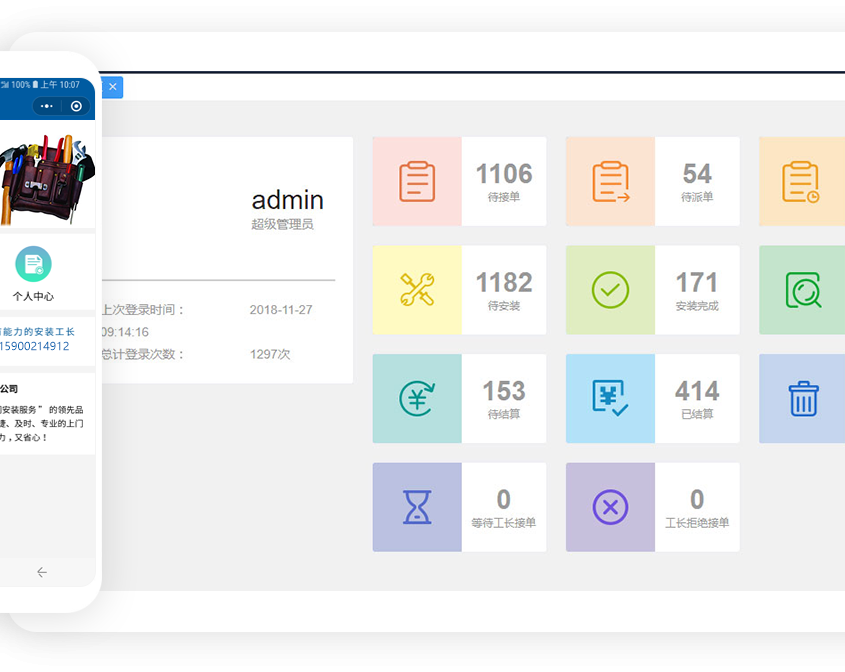 100% 上午 10:07
个人中心
能力的安装工长
15900214912
公司
安装服务” 的领先品
捷、及时、专业的上门
力 , 又省心 !
admin
超级管理员
上次登录时间： 2018-11-27
09:14:16
总计登录次数： 1297次
1106
待接单
54
待派单
1182
待安装
171
安装完成
153
待结算
414
已结算
0
等待工长接单
0
工长拒绝接单